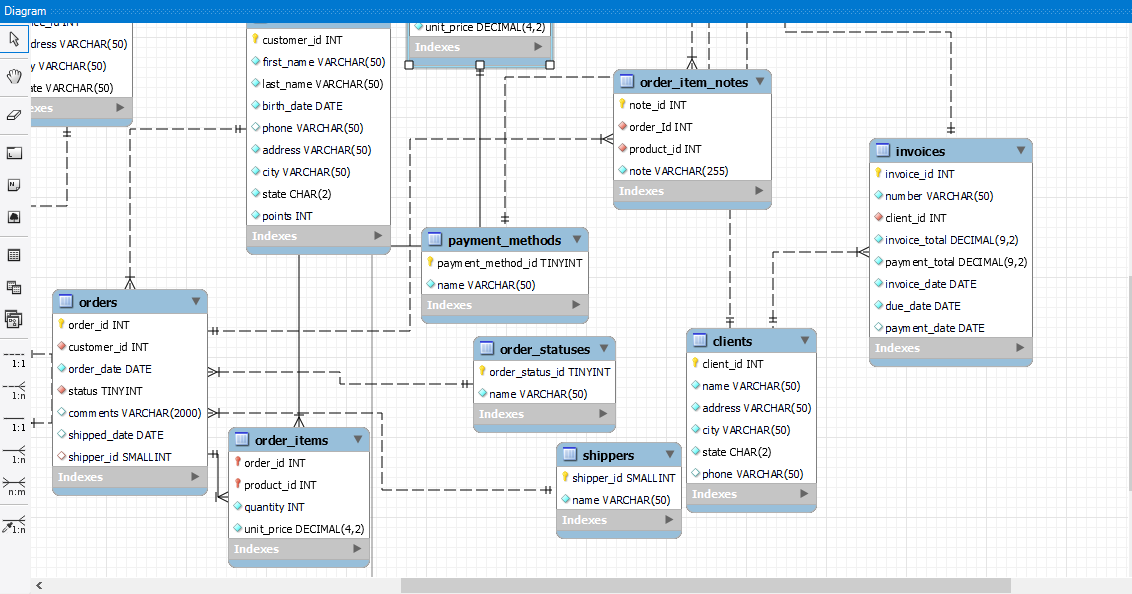 Diagram
address VARCHAR(50)
VARCHAR(50)
VARCHAR(50)
customer_id INT
first_name VARCHAR(50)
last_name VARCHAR(50)
birth_date DATE
phone VARCHAR(50)
address VARCHAR(50)
city VARCHAR(50)
state CHAR(2)
points INT
Indexes
unit_price DECIMAL(4,2)
Indexes
order_item_notes
note_id INT
order_Id INT
product_id INT
note VARCHAR(255)
Indexes
invoices
invoice_id INT
number VARCHAR(50)
client_id INT
invoice_total DECIMAL(9,2)
payment_total DECIMAL(9,2)
invoice_date DATE
due_date DATE
payment_date DATE
Indexes
payment_methods
payment_method_id TINYINT
name VARCHAR(50)
Indexes
orders
order_id INT
customer_id INT
order_date DATE
status TINYINT
comments VARCHAR(2000)
shipped_date DATE
shipper_id SMALLINT
Indexes
order_statuses
order_status_id TINYINT
name VARCHAR(50)
Indexes
clients
client_id INT
name VARCHAR(50)
address VARCHAR(50)
city VARCHAR(50)
state CHAR(2)
phone VARCHAR(50)
Indexes
order_items
order_id INT
product_id INT
quantity INT
unit_price DECIMAL(4,2)
Indexes
shippers
shipper_id SMALLINT
name VARCHAR(50)
Indexes
1:1
1:n
1:1
1:n
n:m
1:n